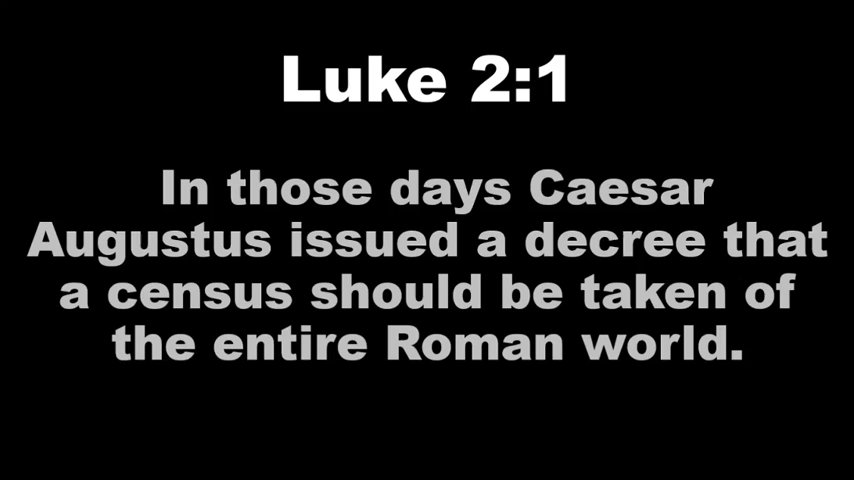 Luke 2:1
In those days Caesar
Augustus issued a decree that
a census should be taken of
the entire Roman world.